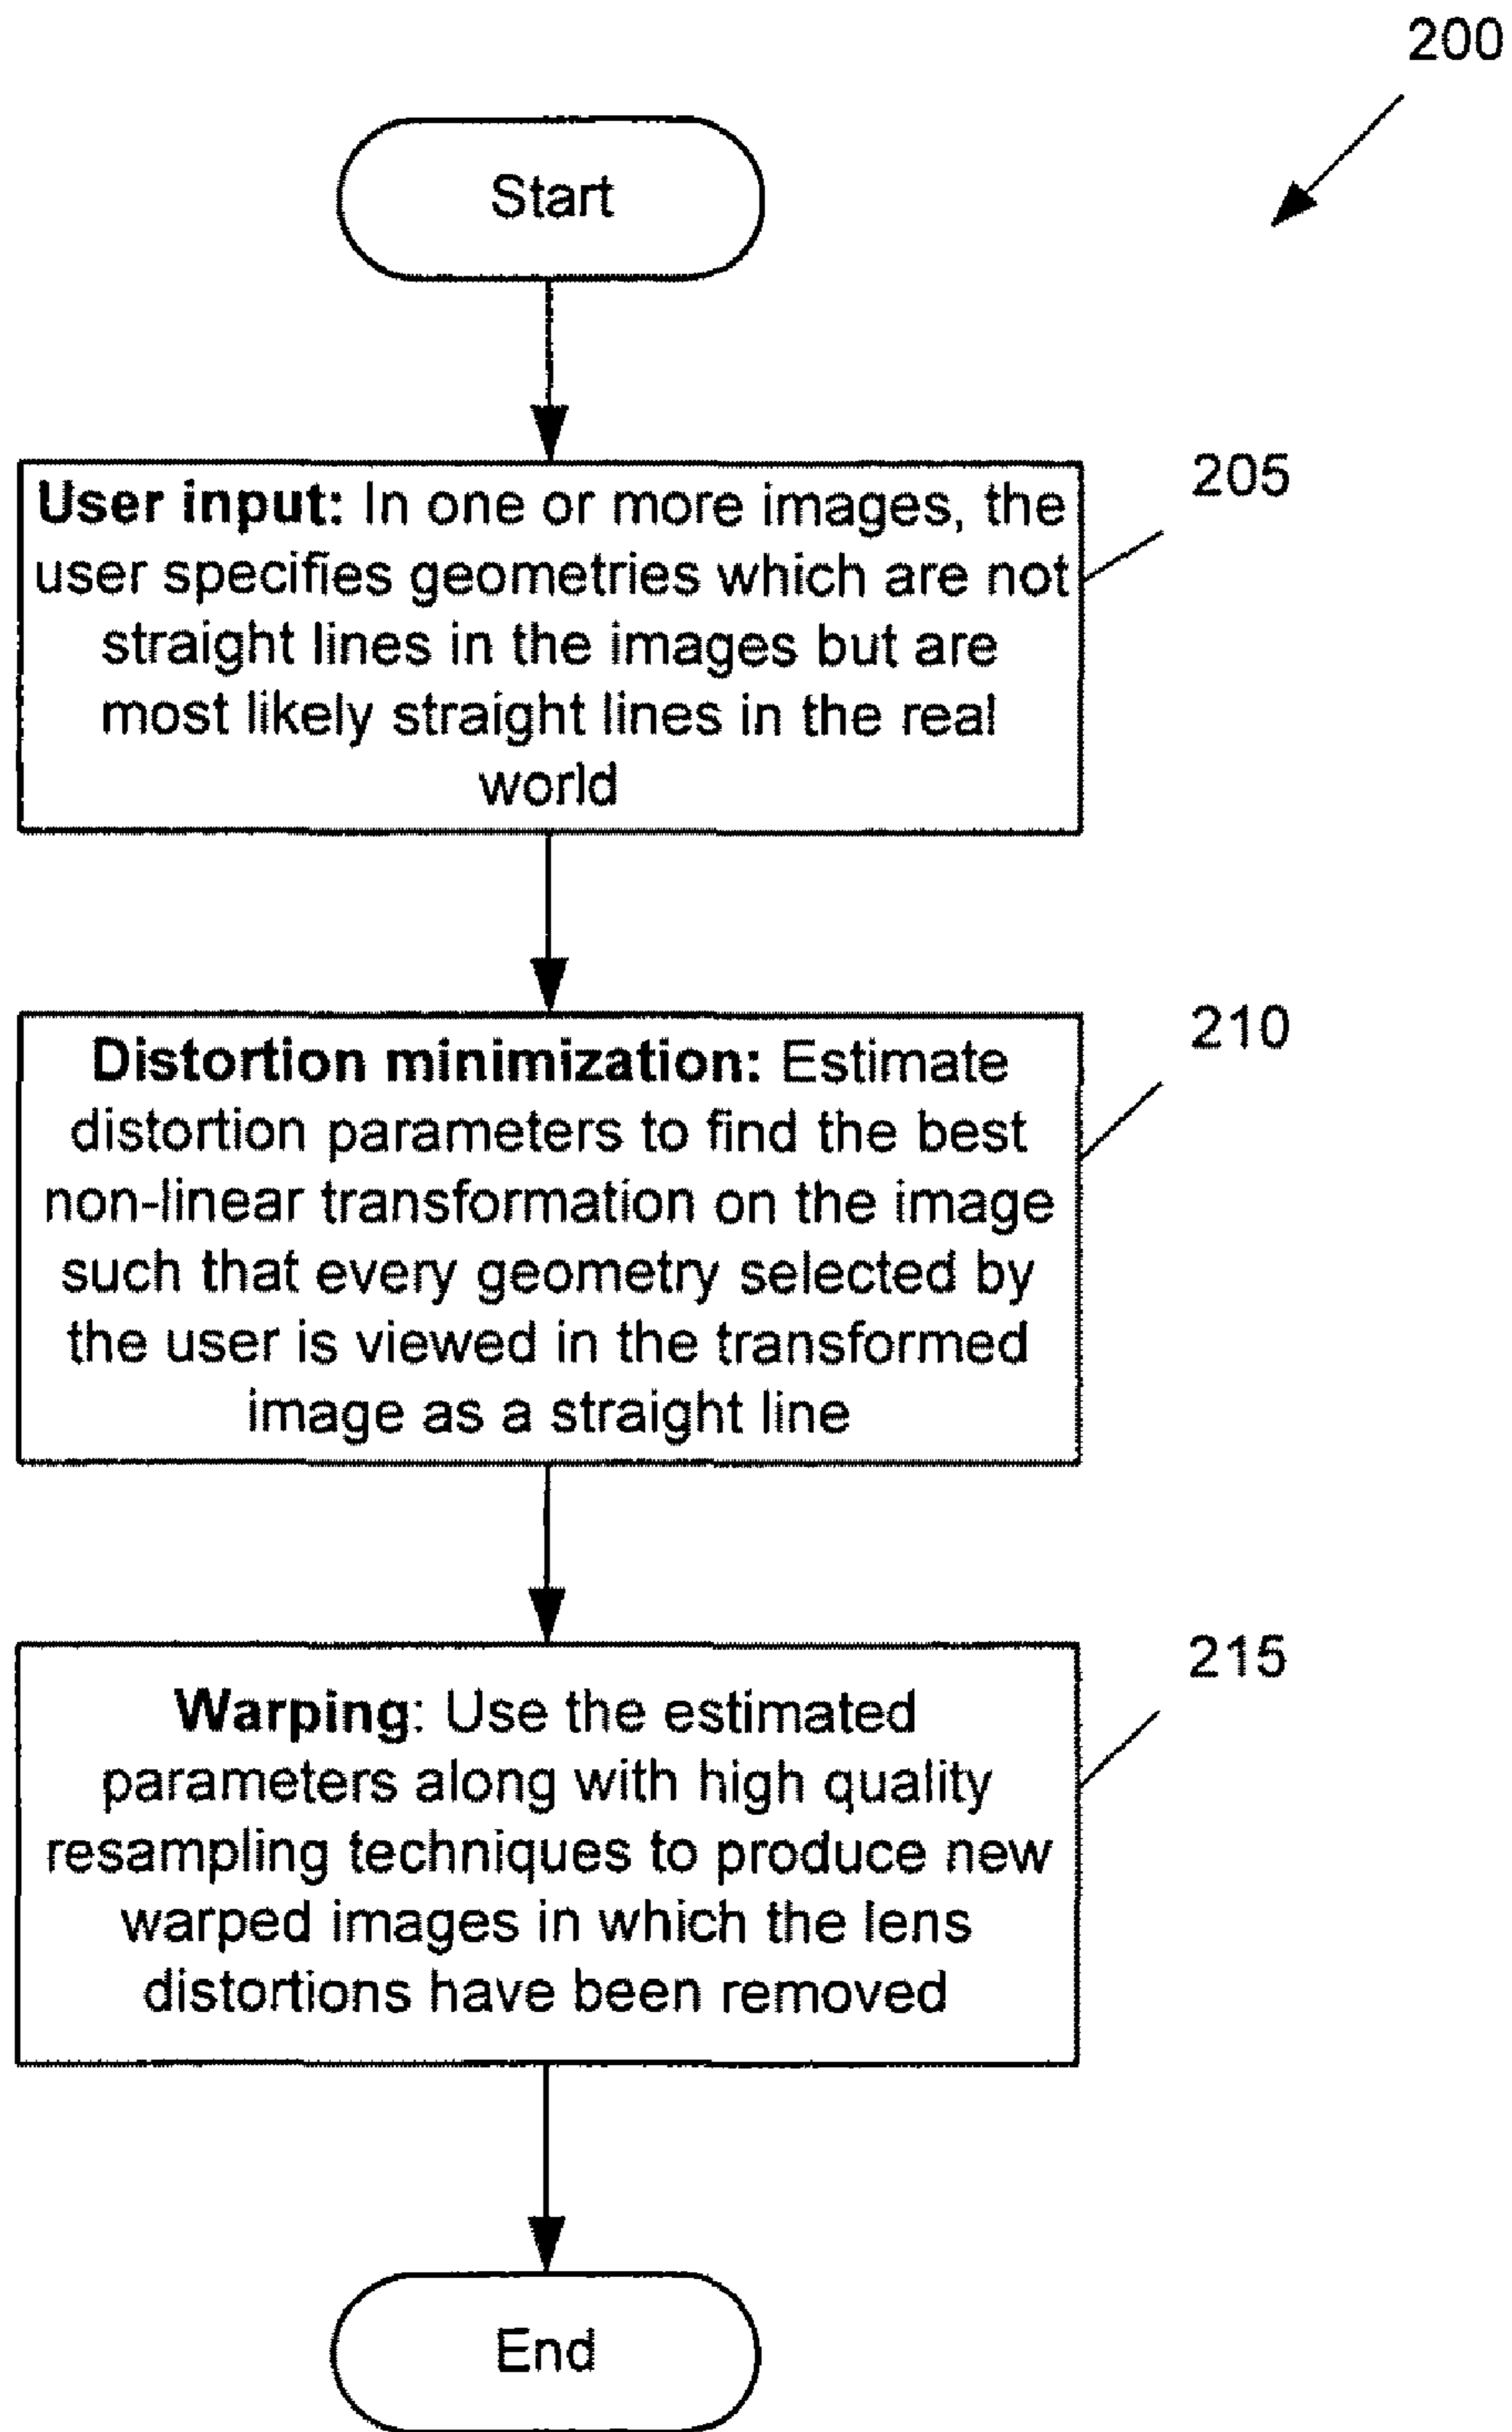 200
Start
205
User input: In one or more images, the
user specifies geometries which are not
straight lines in the images but are
most likely straight lines in the real
world
210
Distortion minimization: Estimate
distortion parameters to find the best
non-linear transformation on the image
such that every geometry selected by
the user is viewed in the transformed
image as a straight line
215
Warping: Use the estimated
parameters along with high quality
resampling techniques to produce new
warped images in which the lens
distortions have been removed
End